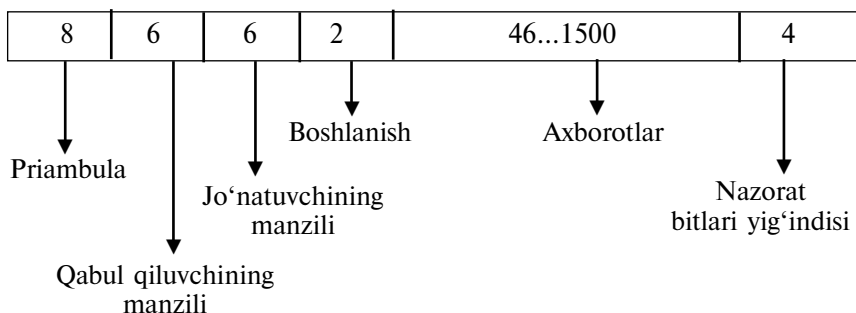 8 6 6 2 46...1500 4
Boshlanish Axborotlar
Priambula
Jo‘natuvchining
manzili
Nazorat
bitlari yig‘indisi
Qabul qiluvchining
manzili